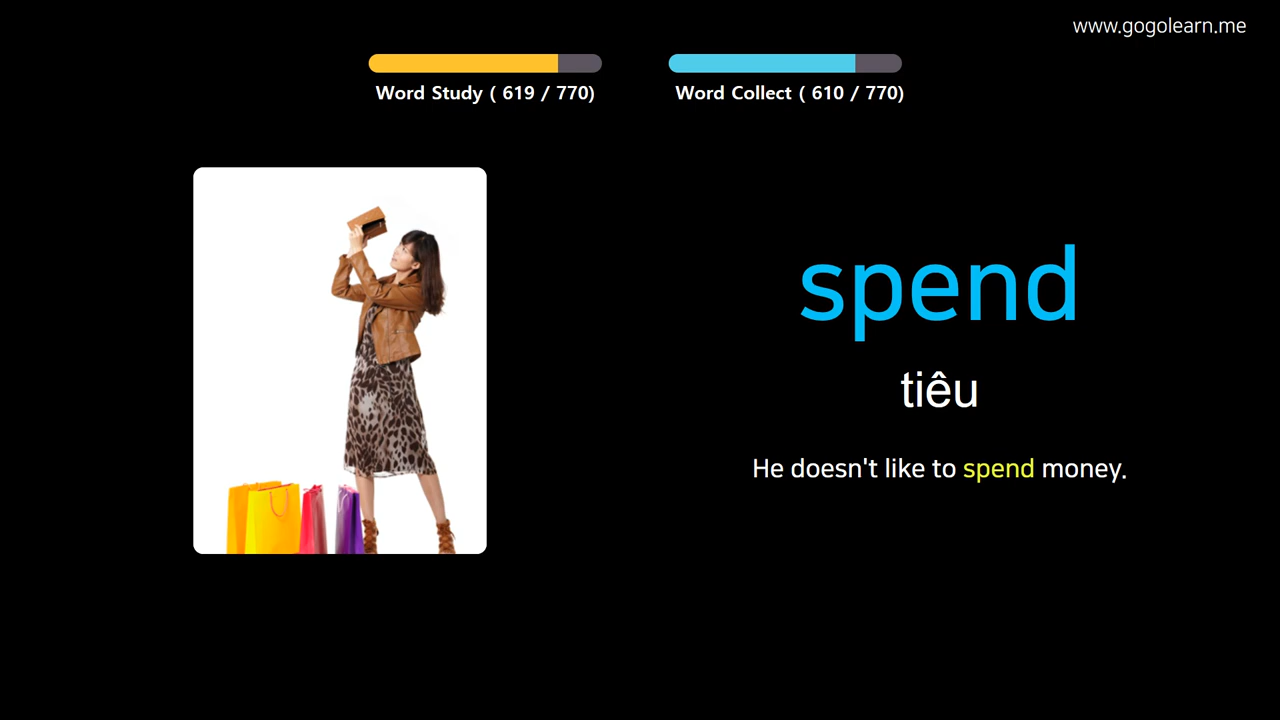 www.gogolearn.me
Word Study ( 619 / 770)
Word Collect ( 610 / 770)
spend
tiêu
He doesn't like to spend money.